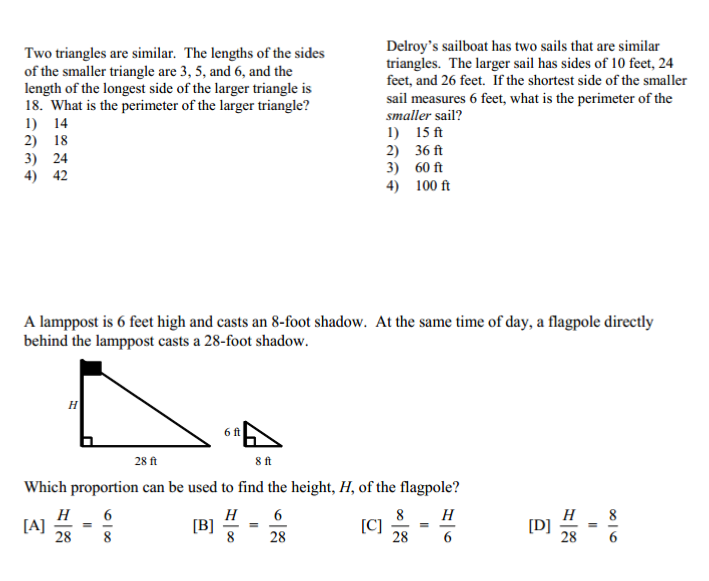 Two triangles are similar.  The lengths of the sides
of the smaller triangle are 3, 5, and 6, and the
length of the longest side of the larger triangle is
18.  What is the perimeter of the larger triangle?
1) 14
2) 18
3) 24
4) 42
Delroy's sailboat has two sails that are similar
triangles.  The larger sail has sides of 10 feet, 24
feet, and 26 feet.  If the shortest side of the smaller
sail measures 6 feet, what is the perimeter of the
smaller sail?
1) 15 ft
2) 36 ft
3) 60 ft
4) 100 ft
A lamppost is 6 feet high and casts an 8-foot shadow.  At the same time of day, a flagpole directly
behind the lamppost casts a 28-foot shadow.
H
6 ft
28 ft
8 ft
Which proportion can be used to find the height, H, of the flagpole?
[A] H/28 = 6/8
[B] H/8 = 6/28
[C] 8/28 = H/6
[D] H/28 = 8/6